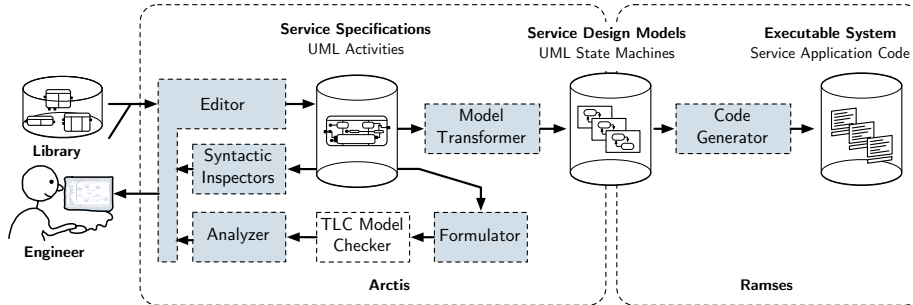 Service Specifications
UML Activities
Service Design Models
UML State Machines
Executable System
Service Application Code
Library
Editor
Model
Transformer
Code
Generator
Syntactic
Inspectors
Engineer
Analyzer
TLC Model
Checker
Formulator
Arctis
Ramses